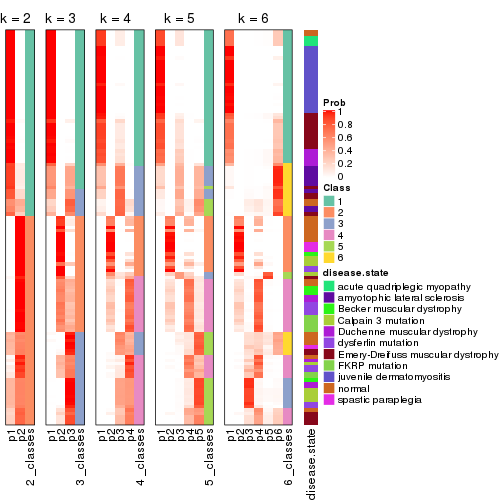 k = 2 k = 3 k = 4 k = 5 k = 6
Prob
1
0.8
0.6
0.4
0.2
0
Class
1
2
3
4
5
6
disease.state
acute quadriplegic myopathy
amyotophic lateral sclerosis
Becker muscular dystrophy
Calpain 3 mutation
Duchenne muscular dystrophy
dysferlin mutation
Emery-Dreifuss muscular dystrophy
FKRP mutation
juvenile dermatomyositis
normal
spastic paraplegia
p1 p2 2_classes p1 p2 p3 3_classes p1 p2 p3 p4 4_classes p1 p2 p3 p4 p5 5_classes p1 p2 p3 p4 p5 p6 6_classes disease.state